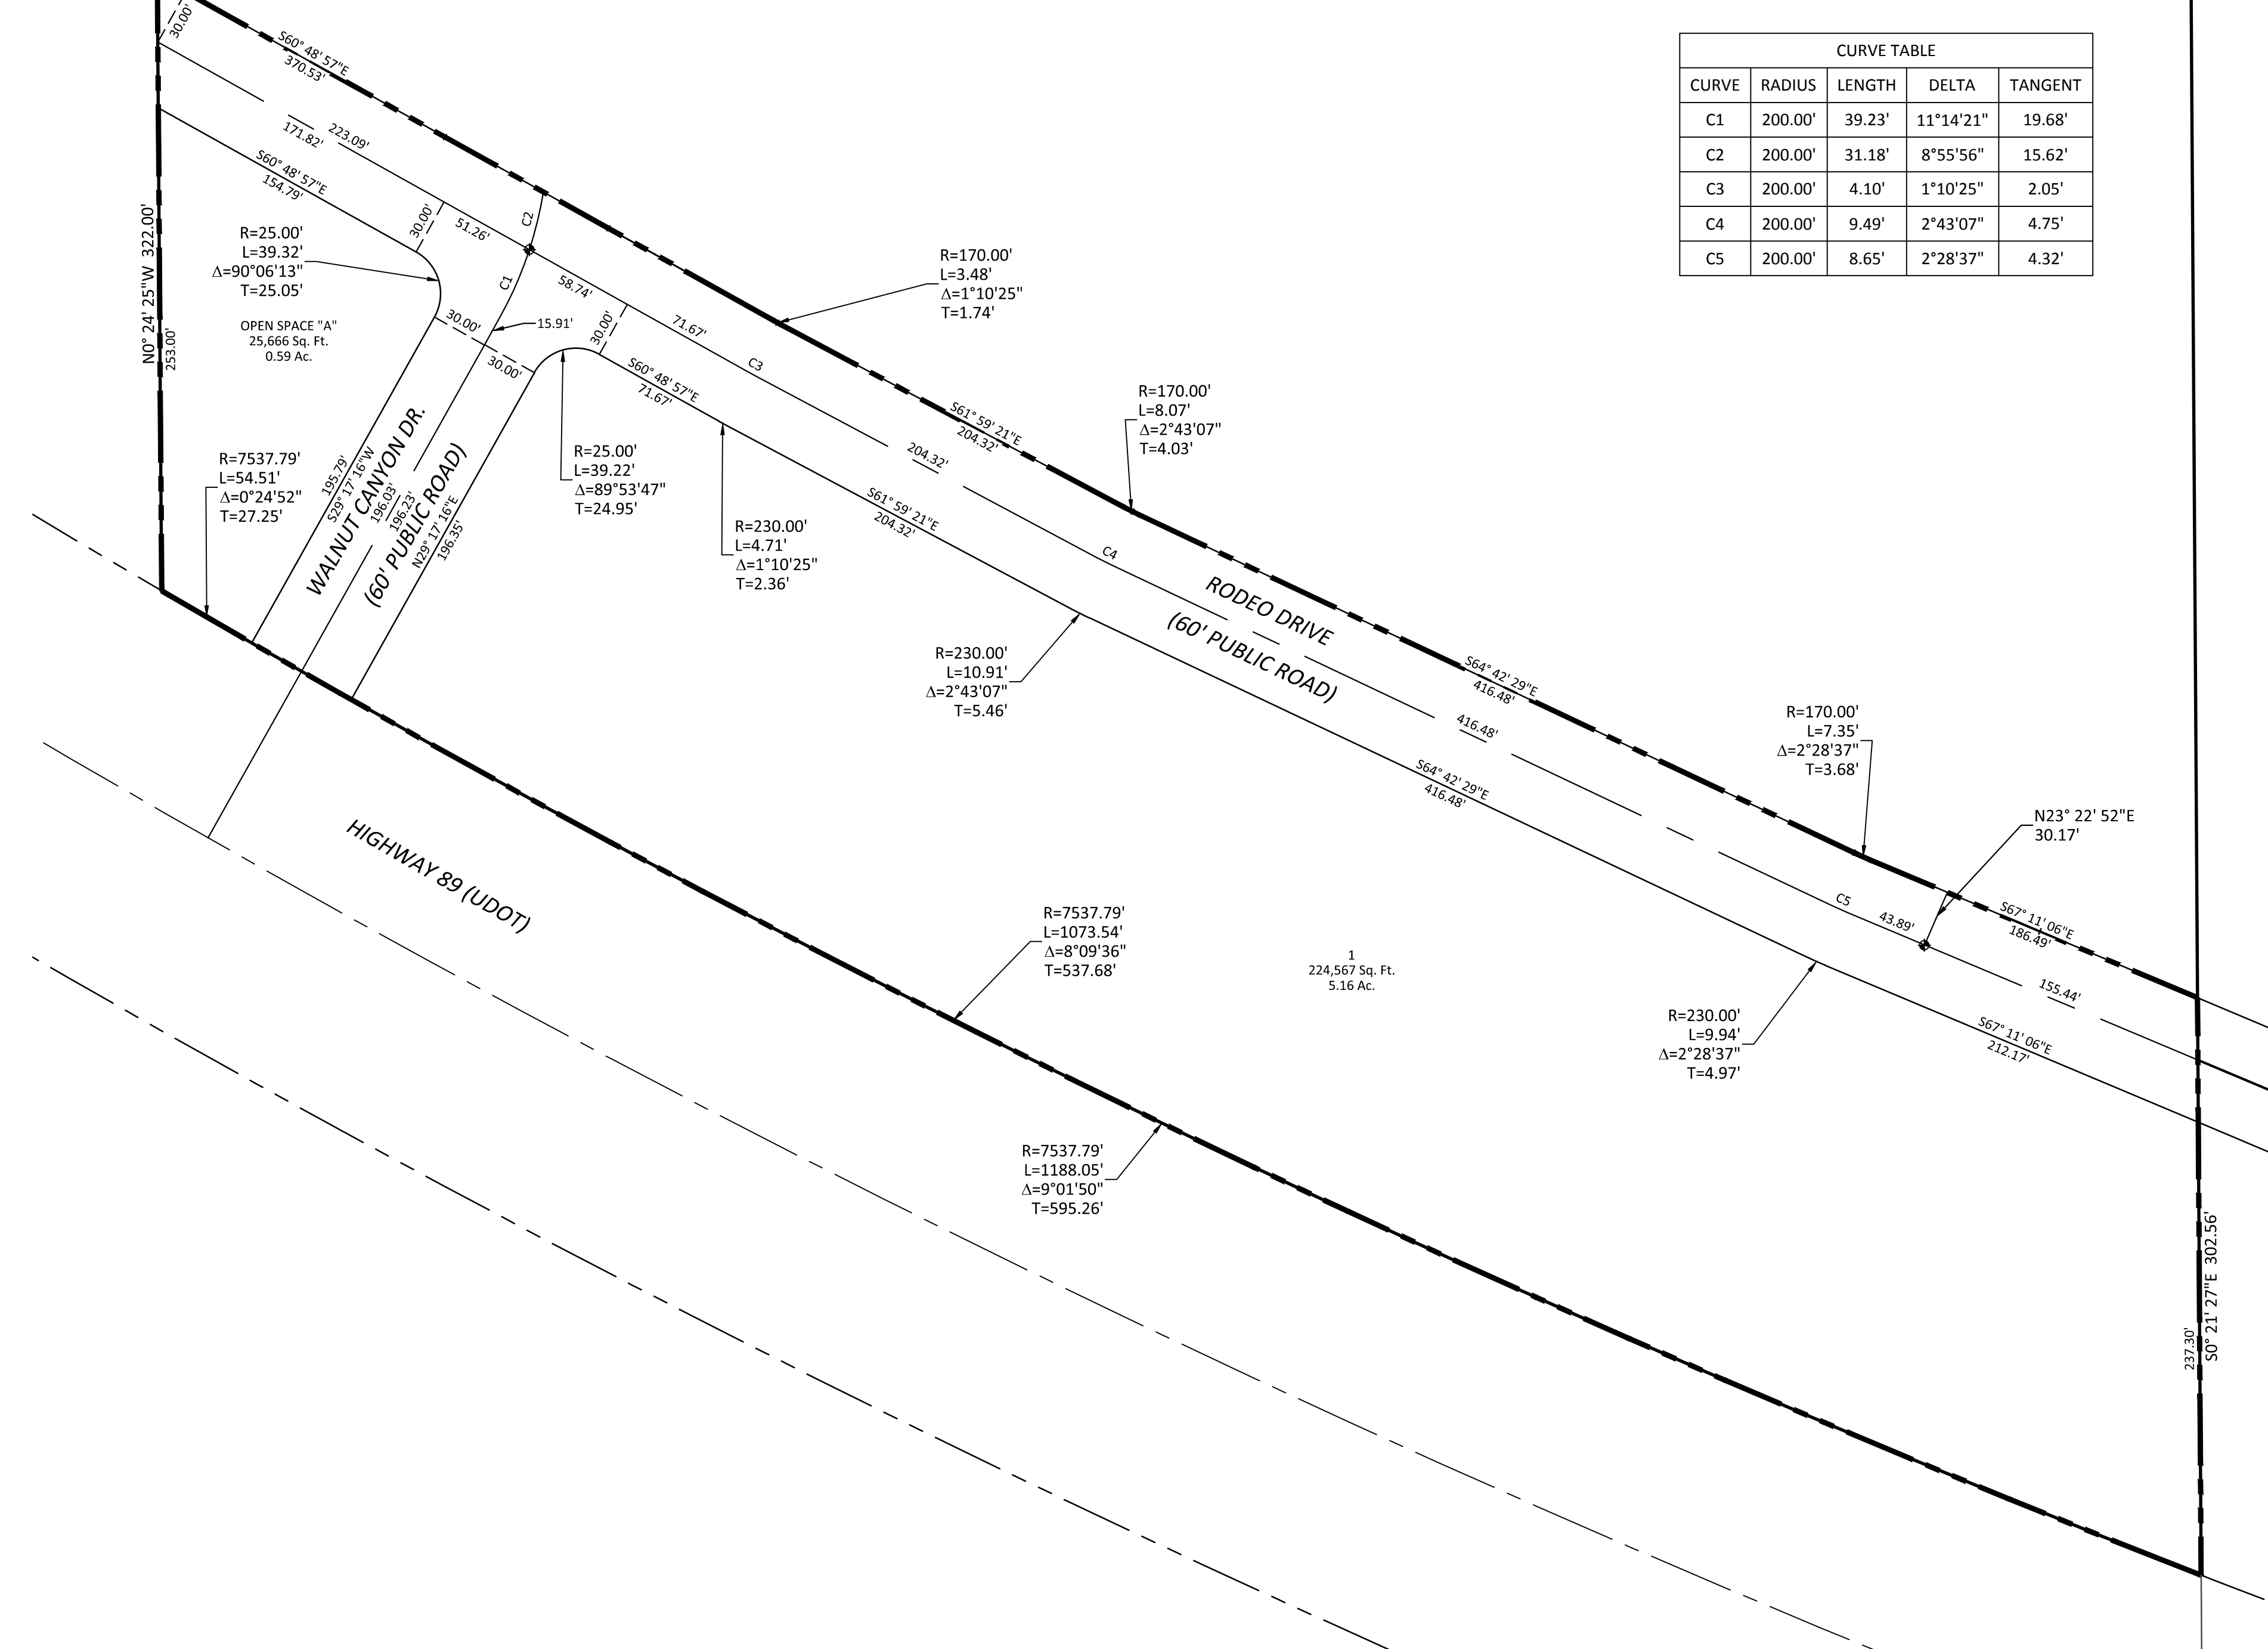 CURVE TABLE
CURVE RADIUS LENGTH DELTA TANGENT
C1 200.00' 39.23' 11°14'21" 19.68'
C2 200.00' 31.18' 8°55'56" 15.62'
C3 200.00' 4.10' 1°10'25" 2.05'
C4 200.00' 9.49' 2°43'07" 4.75'
C5 200.00' 8.65' 2°28'37" 4.32'
30.00'
S60° 48' 57"E
370.53'
223.09'
171.82'
S60° 48' 57"E
154.79'
30.00'
51.26'
C2
C1
58.74'
30.00'
71.67'
C3
N0° 24' 25"W 322.00'
253.00'
R=25.00'
L=39.32'
Δ=90°06'13"
T=25.05'
OPEN SPACE "A"
25,666 Sq. Ft.
0.59 Ac.
30.00'
15.91'
30.00'
R=170.00'
L=3.48'
Δ=1°10'25"
T=1.74'
S60° 48' 57"E
71.67'
S61° 59' 21"E
204.32'
R=170.00'
L=8.07'
Δ=2°43'07"
T=4.03'
204.32'
R=7537.79'
L=54.51'
Δ=0°24'52"
T=27.25'
195.79'
S29° 17' 16"W
WALNUT CANYON DR.
196.03'
196.23'
(60' PUBLIC ROAD)
N29° 17' 16"E
196.35'
R=25.00'
L=39.22'
Δ=89°53'47"
T=24.95'
R=230.00'
L=4.71'
Δ=1°10'25"
T=2.36'
S61° 59' 21"E
204.32'
C4
RODEO DRIVE
(60' PUBLIC ROAD)
R=230.00'
L=10.91'
Δ=2°43'07"
T=5.46'
S64° 42' 29"E
416.48'
416.48'
S64° 42' 29"E
416.48'
R=170.00'
L=7.35'
Δ=2°28'37"
T=3.68'
N23° 22' 52"E
30.17'
C5
43.89'
S67° 11' 06"E
186.49'
155.44'
S67° 11' 06"E
212.17'
HIGHWAY 89 (UDOT)
R=7537.79'
L=1073.54'
Δ=8°09'36"
T=537.68'
1
224,567 Sq. Ft.
5.16 Ac.
R=230.00'
L=9.94'
Δ=2°28'37"
T=4.97'
R=7537.79'
L=1188.05'
Δ=9°01'50"
T=595.26'
237.30'
S0° 21' 27"E 302.56'